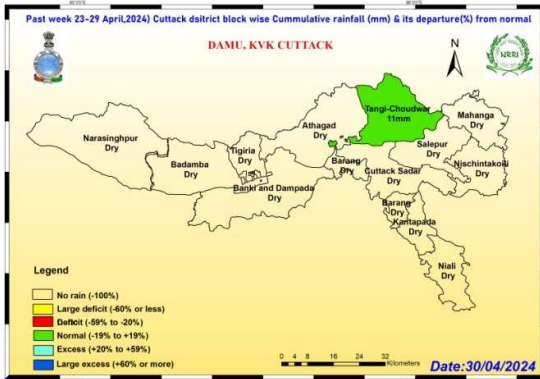 Past week 23-29 April,2024) Cuttack dsitrict block wise Cummulative rainfall (mm) & its departure(%) from normal
DAMU, KVK CUTTACK
N
NRRI
Tangi-Choudwar
11mm
Athagad
Dry
Mahanga
Dry
Narasinghpur
Dry
Badamba
Dry
Tigiria
Dry
Salepur
Dry
Barang
Dry
Cuttack Sadar
Dry
Nischintakoili
Dry
Banki and Dampada
Dry
Barang
Dry
Kantapada
Dry
Niali
Dry
Legend
No rain (-100%)
Large deficit (-60% or less)
Deficit (-59% to -20%)
Normal (-19% to +19%)
Excess (+20% to +59%)
Large excess (+60% or more)
0 4 8 16 24 32
Kilometers
Date:30/04/2024